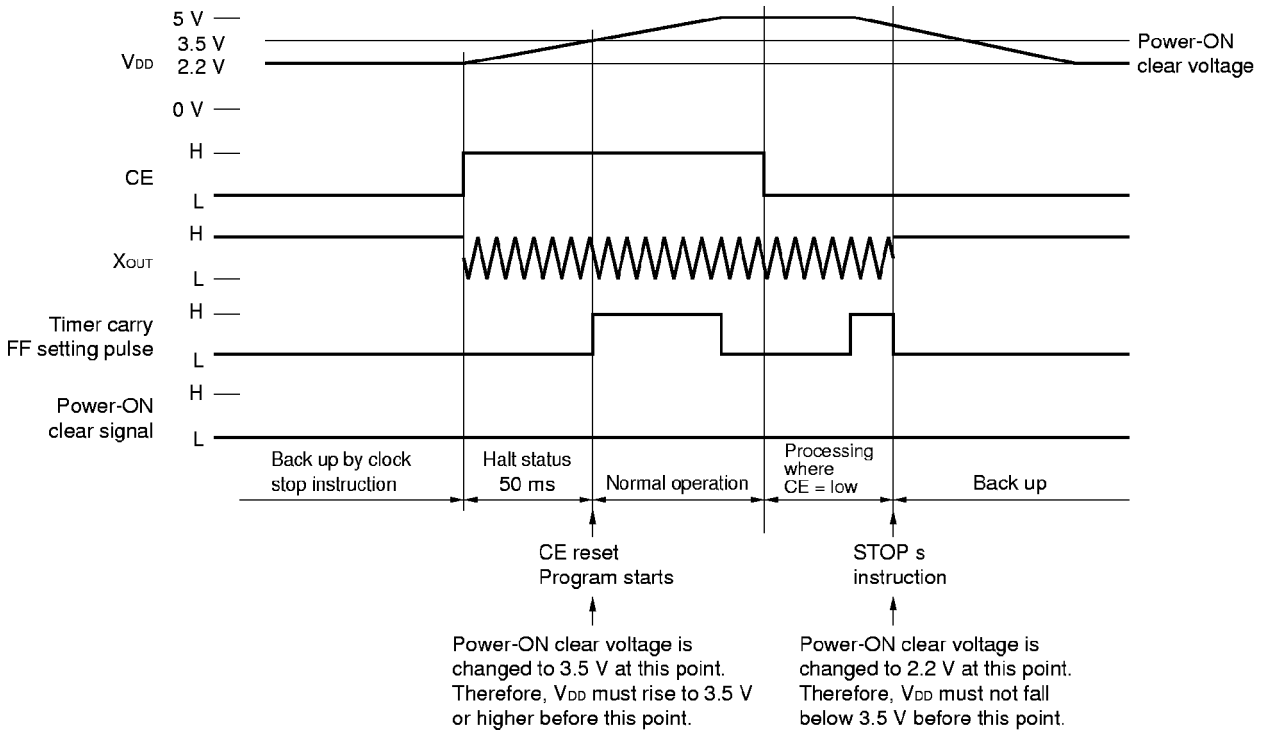 5 V
3.5 V
VDD
2.2 V
0 V
Power-ON
clear voltage
H
CE
L
H
XOUT
L
H
Timer carry
FF setting pulse
L
H
Power-ON
clear signal
L
Back up by clock
stop instruction
Halt status
50 ms
Normal operation
Processing
where
CE = low
Back up
CE reset
Program starts
STOP s
instruction
Power-ON clear voltage is
changed to 3.5 V at this point.
Therefore, VDD must rise to 3.5 V
or higher before this point.
Power-ON clear voltage is
changed to 2.2 V at this point.
Therefore, VDD must not fall
below 3.5 V before this point.